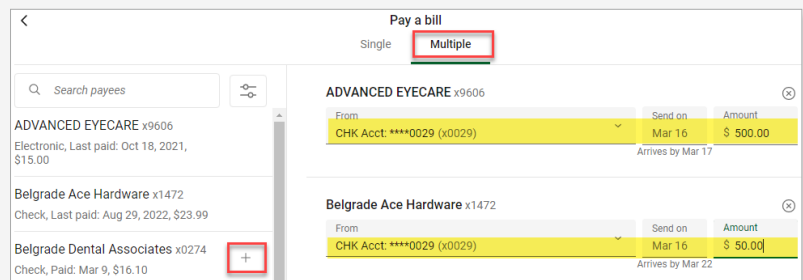 Pay a bill
Single Multiple
Search payees
ADVANCED EYECARE x9606
Electronic, Last paid: Oct 18, 2021,
$15.00
Belgrade Ace Hardware x1472
Check, Last paid: Aug 29, 2022, $23.99
Belgrade Dental Associates x0274
Check, Paid: Mar 9, $16.10
ADVANCED EYECARE x9606
From Send on Amount
CHK Acct: ****0029 (x0029) Mar 16 $ 500.00
Arrives by Mar 17
Belgrade Ace Hardware x1472
From Send on Amount
CHK Acct: ****0029 (x0029) Mar 16 $ 50.00
Arrives by Mar 22